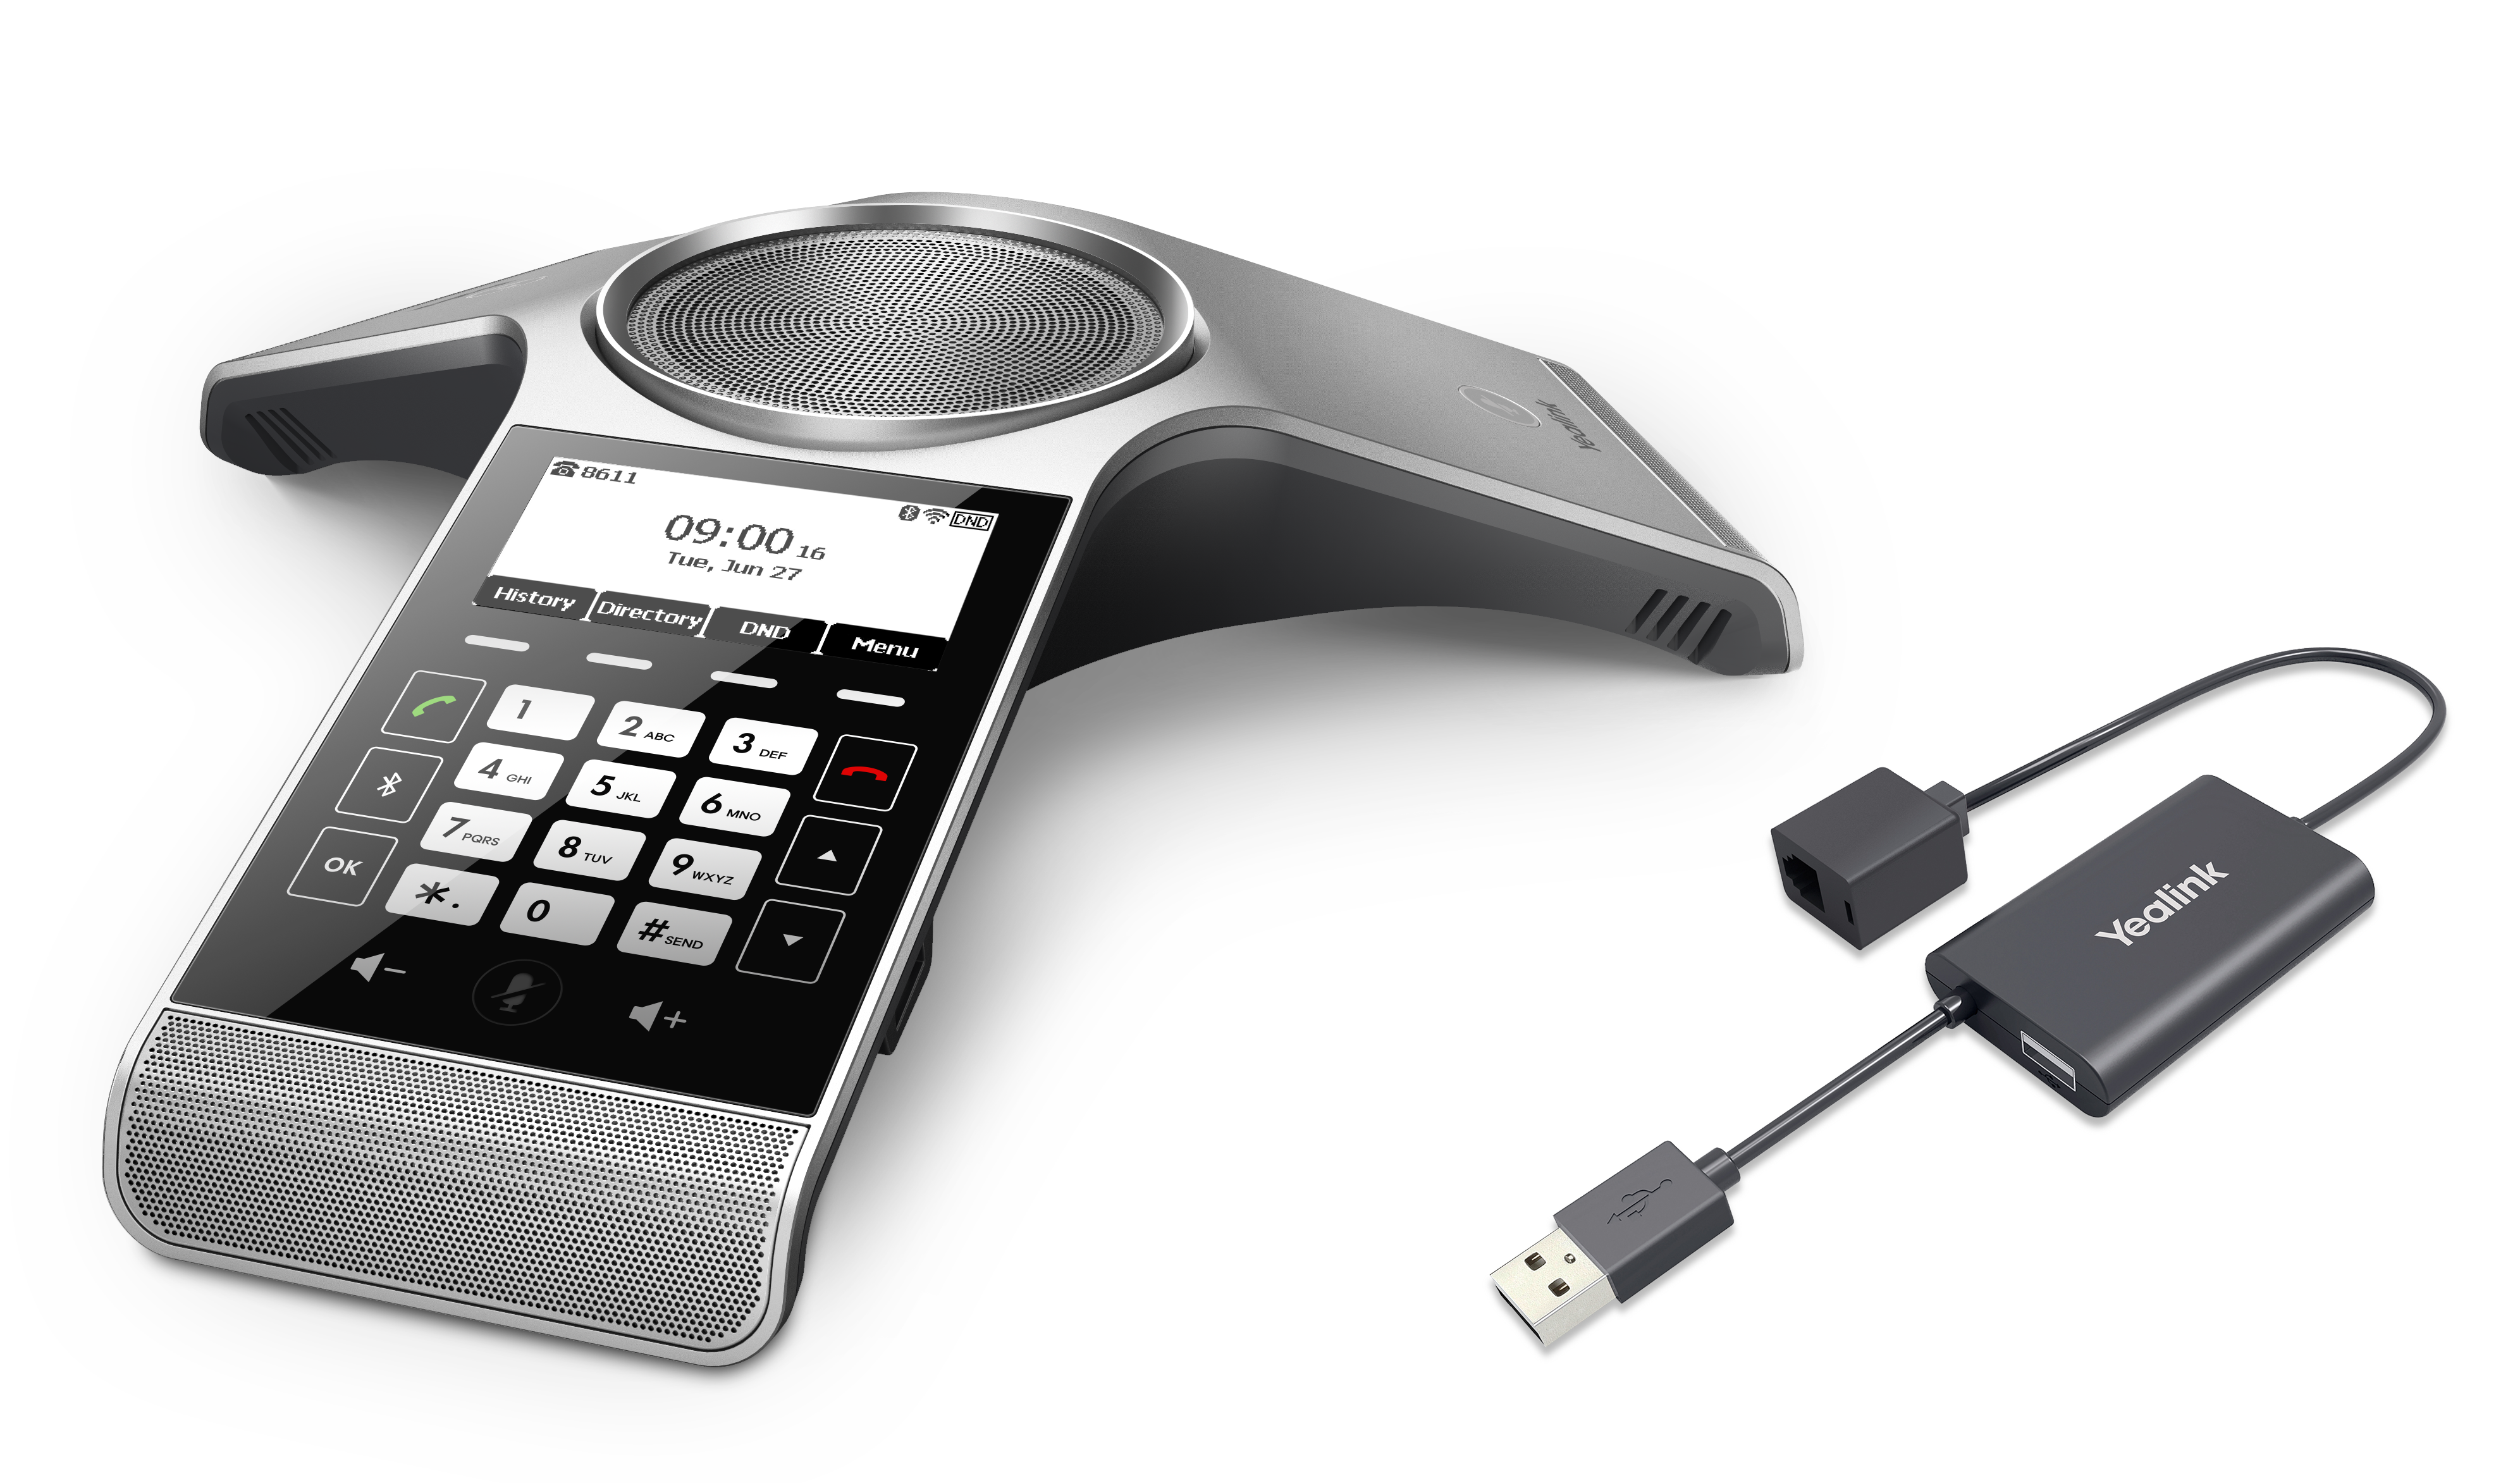 8611
DND
09:00 16
Tue, Jun 27
History Directory DND Menu
1 2 ABC 3 DEF
4 GHI 5 JKL 6 MNO
7 PQRS 8 TUV 9 WXYZ
OK
*. 0 # SEND
− +
Yealink
Yealink